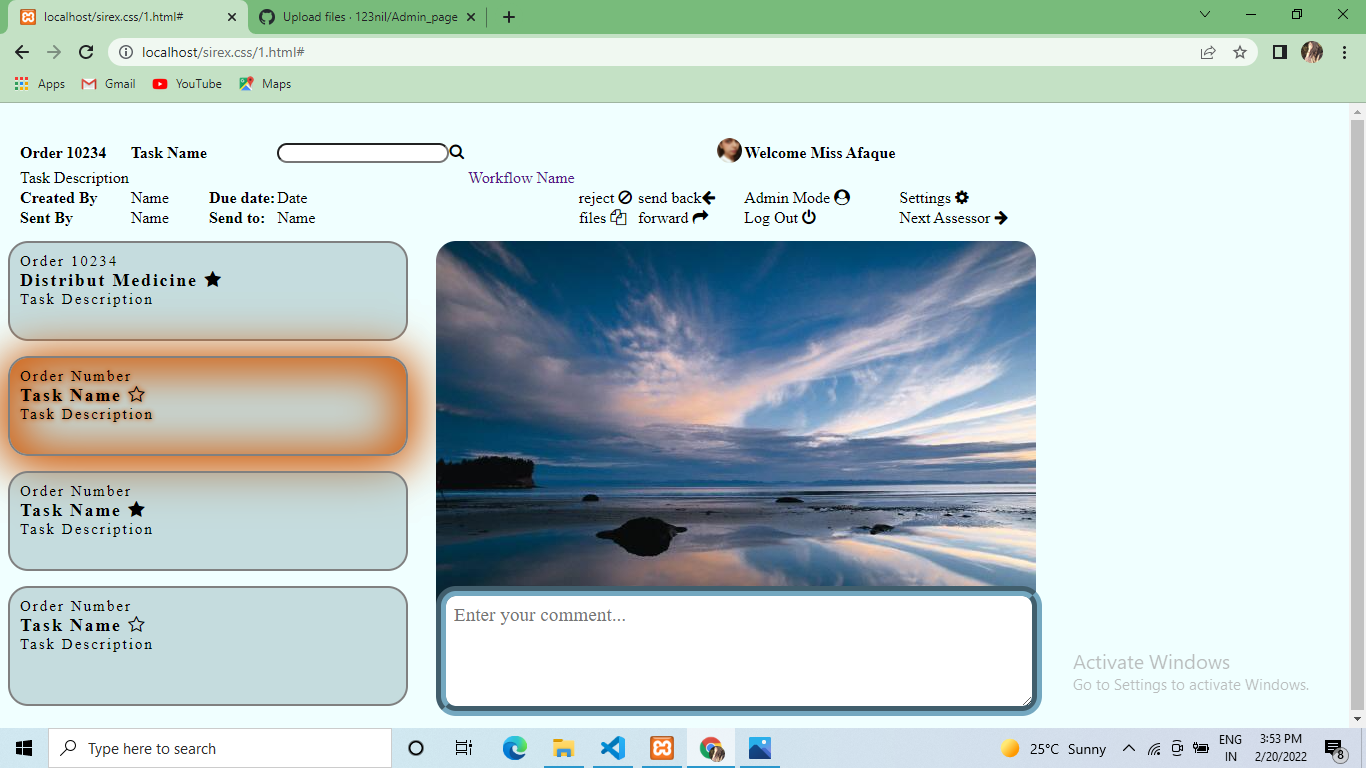 localhost/sirex.css/1.html#
Upload files · 123nil/Admin_page
localhost/sirex.css/1.html#
Apps Gmail YouTube Maps
Order 10234 Task Name Welcome Miss Afaque
Task Description Workflow Name
Created By Name Due date: Date reject send back Admin Mode Settings
Sent By Name Send to: Name files forward Log Out Next Assessor
Order 10234
Distribut Medicine
Task Description
Order Number
Task Name
Task Description
Order Number
Task Name
Task Description
Order Number
Task Name
Task Description
Enter your comment...
Activate Windows
Go to Settings to activate Windows.
Type here to search
25°C Sunny
ENG
IN
3:53 PM
2/20/2022
8